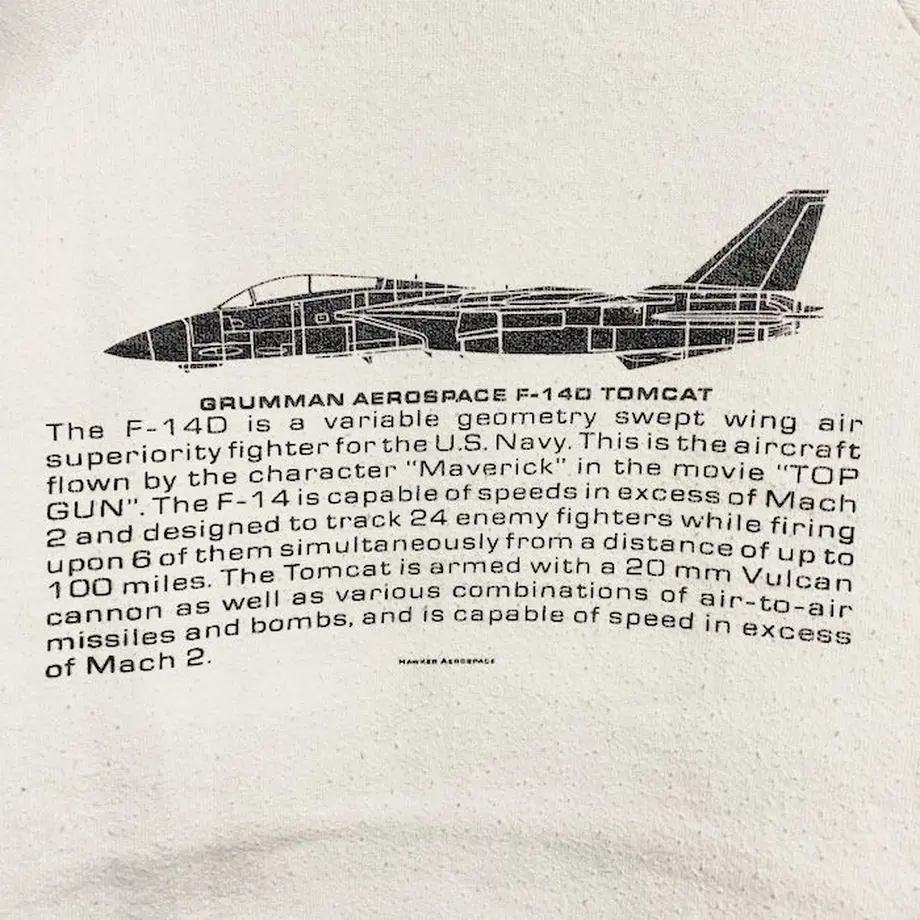 GRUMMAN AEROSPACE F-14D TOMCAT
The F-14D is a variable geometry swept wing air
superiority fighter for the U.S. Navy. This is the aircraft
flown by the character "Maverick" in the movie "TOP
GUN". The F-14 is capable of speeds in excess of Mach
2 and designed to track 24 enemy fighters while firing
upon 6 of them simultaneously from a distance of up to
100 miles. The Tomcat is armed with a 20 mm Vulcan
cannon as well as various combinations of air-to-air
missiles and bombs, and is capable of speed in excess
of Mach 2.
HAWKER AEROSPACE